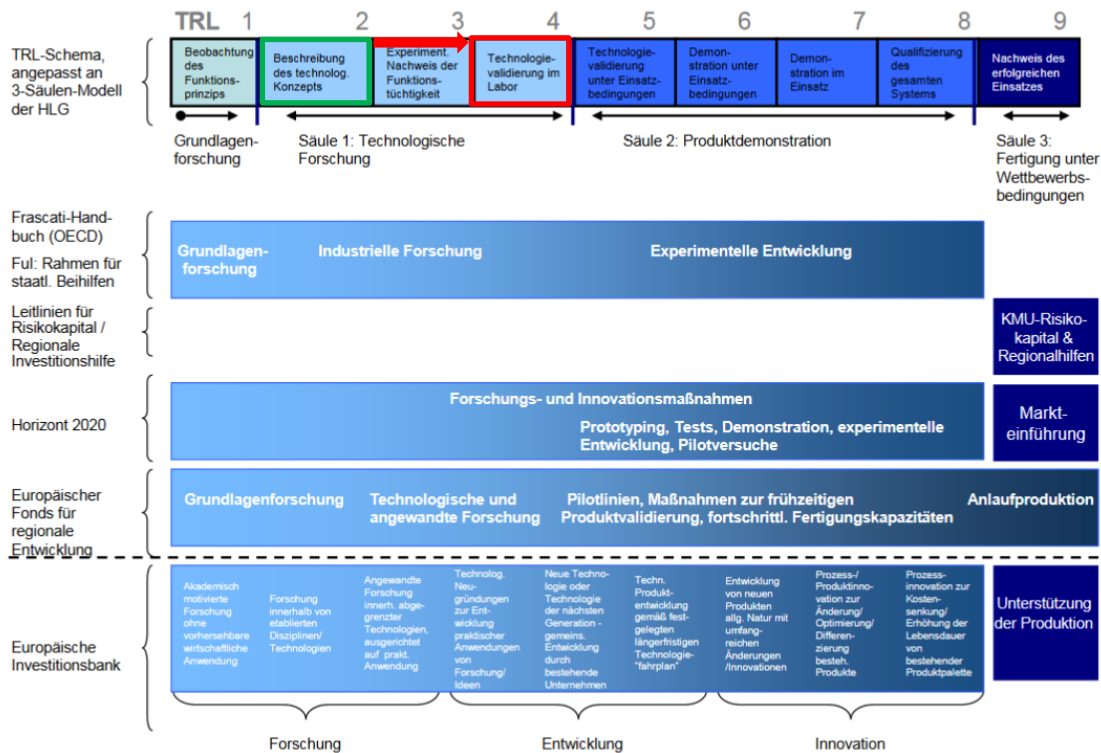 TRL 1 2 3 4 5 6 7 8 9
TRL-Schema,
angepasst an
3-Säulen-Modell
der HLG
Beobachtung
des
Funktions-
prinzips
Beschreibung
des technolog.
Konzepts
Experiment.
Nachweis der
Funktions-
tüchtigkeit
Technologie-
validierung im
Labor
Technologie-
validierung
unter Einsatz-
bedingungen
Demon-
stration unter
Einsatz-
bedingungen
Demon-
stration im
Einsatz
Qualifizierung
des
gesamten
Systems
Nachweis des
erfolgreichen
Einsatzes
Grundlagen-
forschung
Säule 1: Technologische
Forschung
Säule 2: Produktdemonstration
Säule 3:
Fertigung unter
Wettbewerbs-
bedingungen
Frascati-Hand-
buch (OECD)
FuI: Rahmen für
staatl. Beihilfen
Grundlagen-
forschung
Industrielle Forschung
Experimentelle Entwicklung
Leitlinien für
Risikokapital /
Regionale
Investitionshilfe
KMU-Risiko-
kapital &
Regionalhilfen
Horizont 2020
Forschungs- und Innovationsmaßnahmen
Prototyping, Tests, Demonstration, experimentelle
Entwicklung, Pilotversuche
Markt-
einführung
Europäischer
Fonds für
regionale
Entwicklung
Grundlagenforschung
Technologische und
angewandte Forschung
Pilotlinien, Maßnahmen zur frühzeitigen
Produktvalidierung, fortschrittl. Fertigungskapazitäten
Anlaufproduktion
Europäische
Investitionsbank
Akademisch
motivierte
Forschung
ohne
vorhersehbare
wirtschaftliche
Anwendung
Forschung
innerhalb von
etablierten
Disziplinen/
Technologien
Angewandte
Forschung
innerh. abge-
grenzter
Technologien,
ausgerichtet
auf prakt.
Anwendung
Technolog.
Neu-
gründungen
zur Ent-
wicklung
praktischer
Anwendungen
von
Forschung/
Ideen
Neue Techno-
logie oder
Technologie
der nächsten
Generation -
gemeins.
Entwicklung
durch
bestehende
Unternehmen
Techn.
Produkt-
entwicklung
gemäß fest-
gelegten
längerfristigen
Technologie-
"fahrplan"
Entwicklung
von neuen
Produkten
allg. Natur mit
umfang-
reichen
Änderungen
/Innovationen
Prozess-/
Produktinno-
vation zur
Änderung/
Optimierung/
Differen-
zierung
besteh.
Produkte
Prozess-
innovation zur
Kosten-
senkung/
Erhöhung der
Lebensdauer
von
bestehender
Produktpalette
Unterstützung
der Produktion
Forschung
Entwicklung
Innovation